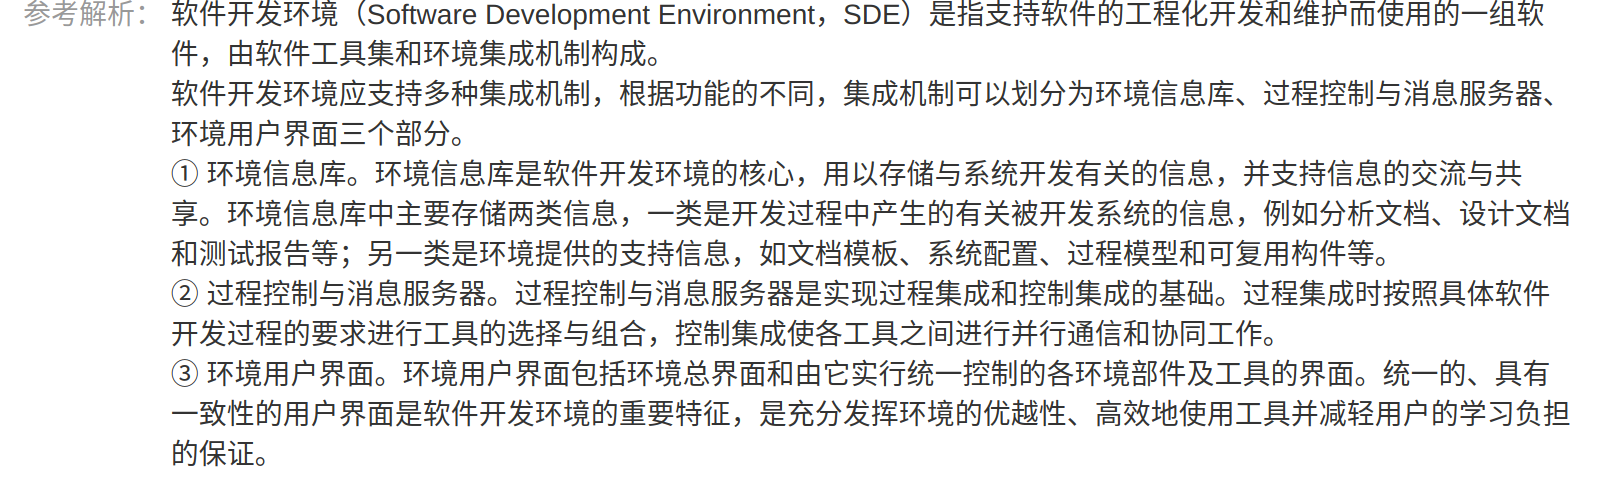 参考解析： 软件开发环境（Software Development Environment，SDE）是指支持软件的工程化开发和维护而使用的一组软
件，由软件工具集和环境集成机制构成。
软件开发环境应支持多种集成机制，根据功能的不同，集成机制可以划分为环境信息库、过程控制与消息服务器、
环境用户界面三个部分。
① 环境信息库。环境信息库是软件开发环境的核心，用以存储与系统开发有关的信息，并支持信息的交流与共
享。环境信息库中主要存储两类信息，一类是开发过程中产生的有关被开发系统的信息，例如分析文档、设计文档
和测试报告等；另一类是环境提供的支持信息，如文档模板、系统配置、过程模型和可复用构件等。
② 过程控制与消息服务器。过程控制与消息服务器是实现过程集成和控制集成的基础。过程集成时按照具体软件
开发过程的要求进行工具的选择与组合，控制集成使各工具之间进行并行通信和协同工作。
③ 环境用户界面。环境用户界面包括环境总界面和由它实行统一控制的各环境部件及工具的界面。统一的、具有
一致性的用户界面是软件开发环境的重要特征，是充分发挥环境的优越性、高效地使用工具并减轻用户的学习负担
的保证。